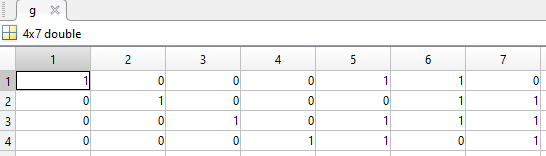 g
4x7 double
1 2 3 4 5 6 7
1 1 0 0 0 1 1 0
2 0 1 0 0 0 1 1
3 0 0 1 0 1 1 1
4 0 0 0 1 1 0 1